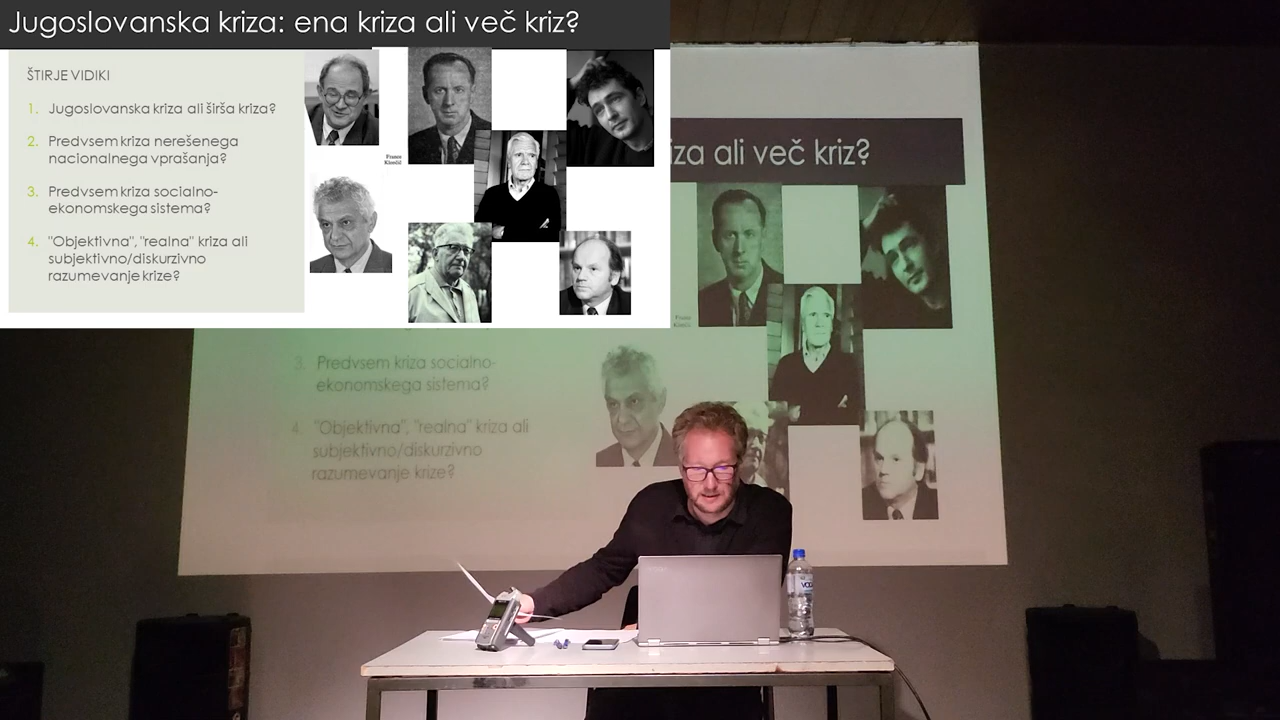 Jugoslovanska kriza: ena kriza ali več kriz?
ŠTIRJE VIDIKI
1. Jugoslovanska kriza ali širša kriza?
2. Predvsem kriza nerešenega
nacionalnega vprašanja?
3. Predvsem kriza socialno-
ekonomskega sistema?
4. "Objektivna", "realna" kriza ali
subjektivno/diskurzivno
razumevanje krize?
Franc
Klinčič
iza ali več kriz?
3. Predvsem kriza socialno-
ekonomskega sistema?
4. "Objektivna", "realna" kriza ali
subjektivno/diskurzivno
razumevanje krize?